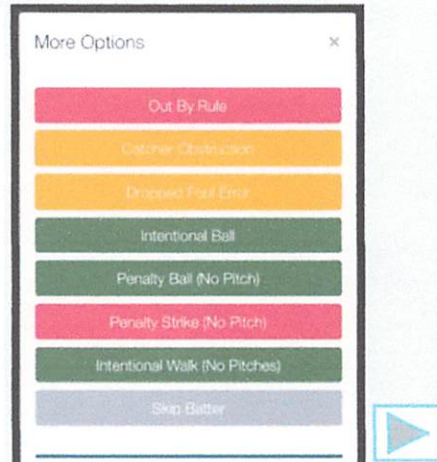 More Options ×
Out By Rule
Catcher Obstruction
Dropped Foul Error
Intentional Ball
Penalty Ball (No Pitch)
Penalty Strike (No Pitch)
Intentional Walk (No Pitches)
Skip Batter